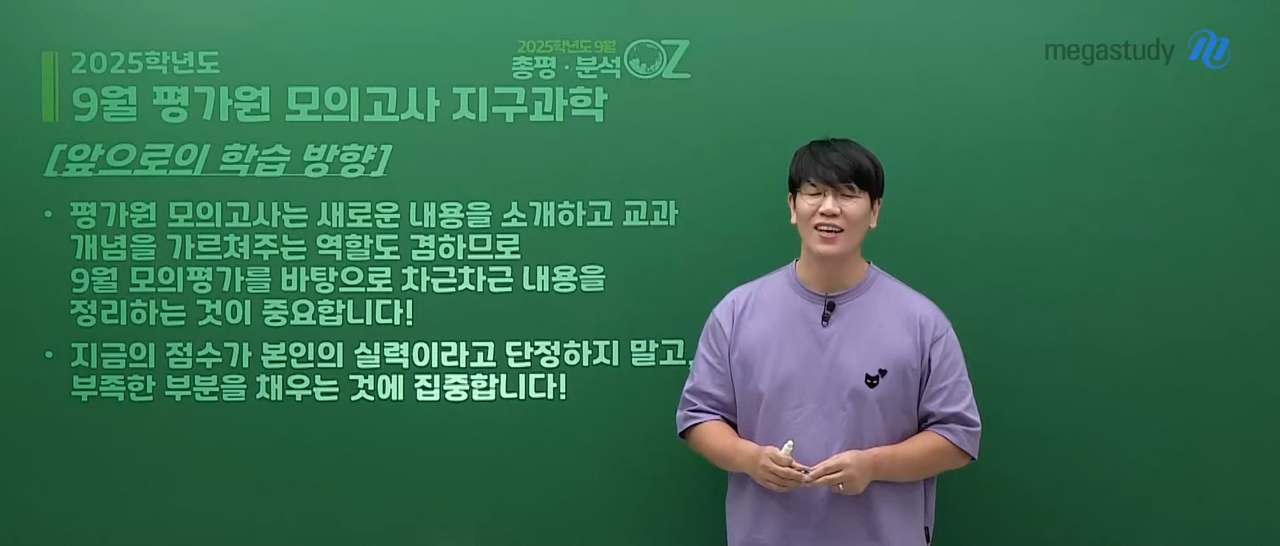 2025학년도
9월 평가원 모의고사 지구과학
2025학년도 9월
총평·분석 OZ
megastudy
[앞으로의 학습 방향]
• 평가원 모의고사는 새로운 내용을 소개하고 교과
개념을 가르쳐주는 역할도 겸하므로
9월 모의평가를 바탕으로 차근차근 내용을
정리하는 것이 중요합니다!
• 지금의 점수가 본인의 실력이라고 단정하지 말고,
부족한 부분을 채우는 것에 집중합니다!